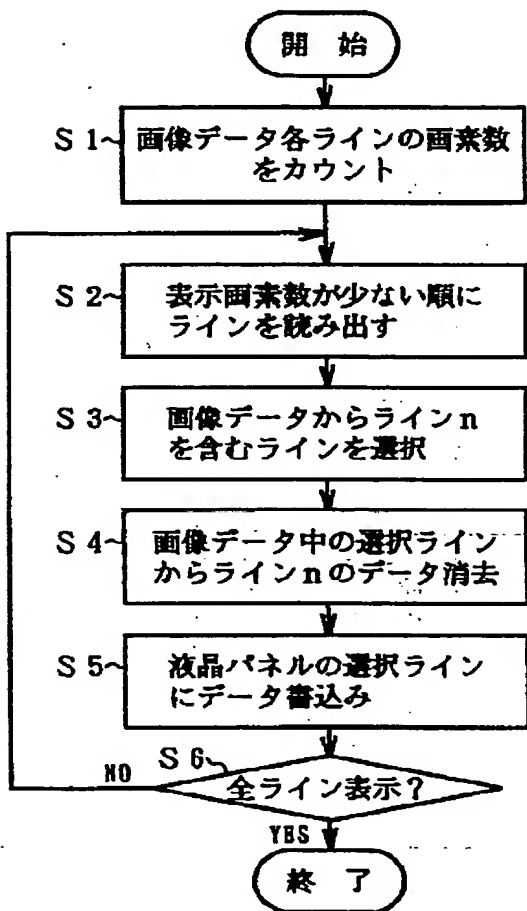 開 始
S1~ 画像データ各ラインの画素数
をカウント
S2~ 表示画素数が少ない順に
ラインを読み出す
S3~ 画像データからラインn
を含むラインを選択
S4~ 画像データ中の選択ライン
からラインnのデータ消去
S5~ 液晶パネルの選択ライン
にデータ書込み
S6~
全ライン表示?
NO
YES
終 了